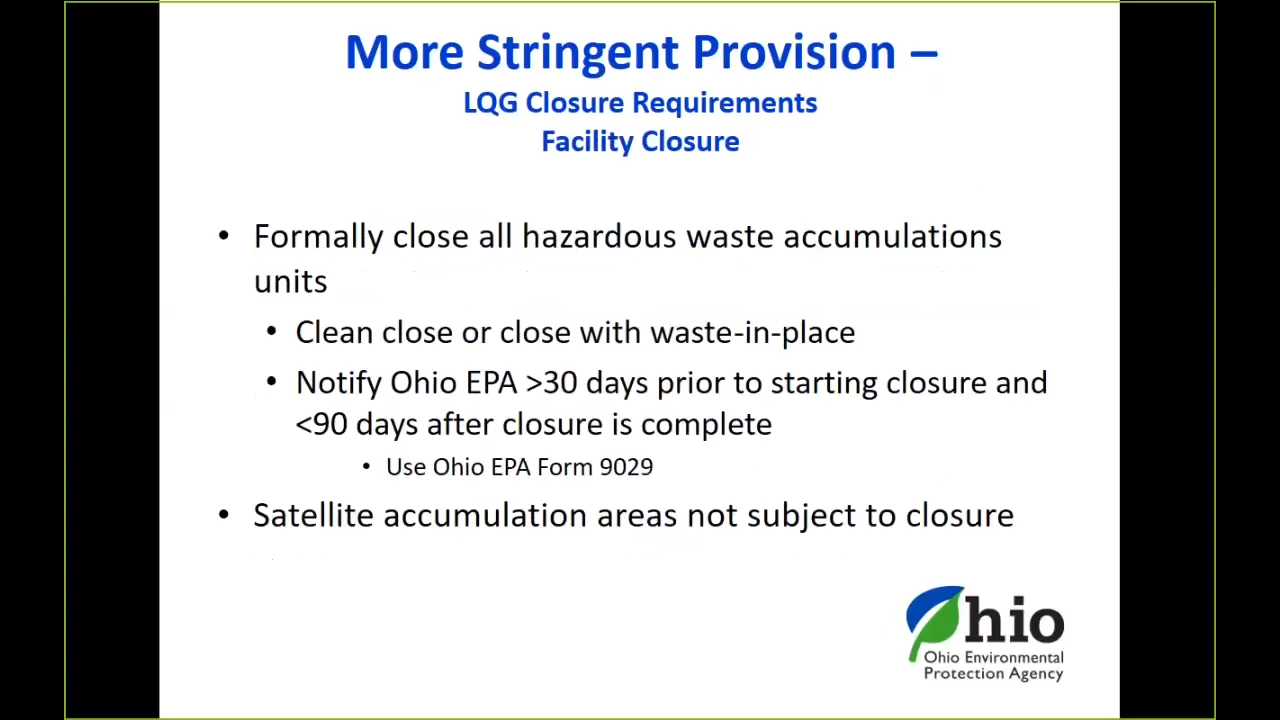 More Stringent Provision –
LQG Closure Requirements
Facility Closure
• Formally close all hazardous waste accumulations
units
• Clean close or close with waste-in-place
• Notify Ohio EPA >30 days prior to starting closure and
<90 days after closure is complete
• Use Ohio EPA Form 9029
• Satellite accumulation areas not subject to closure
Ohio
Ohio Environmental
Protection Agency